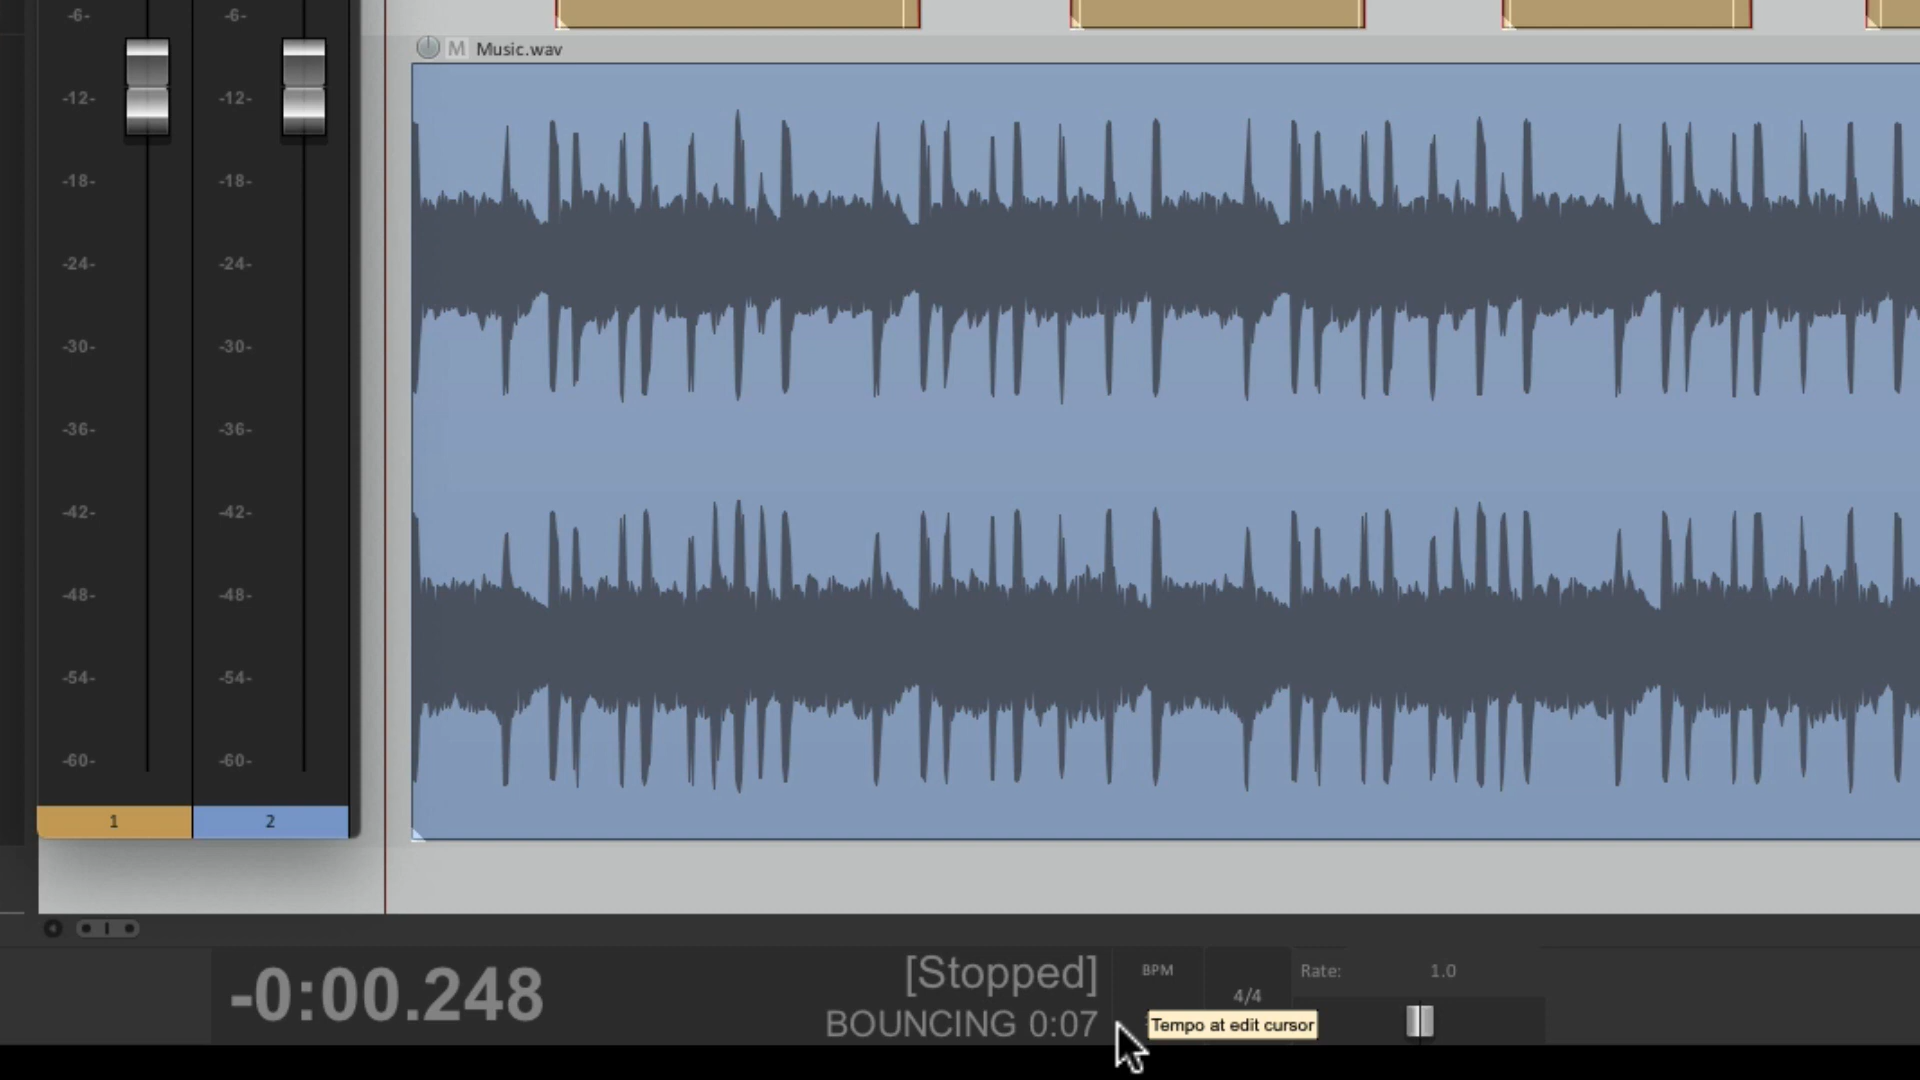 -6- -6-
M Music.wav
-12- -12-
-18- -18-
-24- -24-
-30- -30-
-36- -36-
-42- -42-
-48- -48-
-54- -54-
-60- -60-
1 2
-0:00.248
[Stopped]
BOUNCING 0:07
BPM
4/4
Rate: 1.0
Tempo at edit cursor